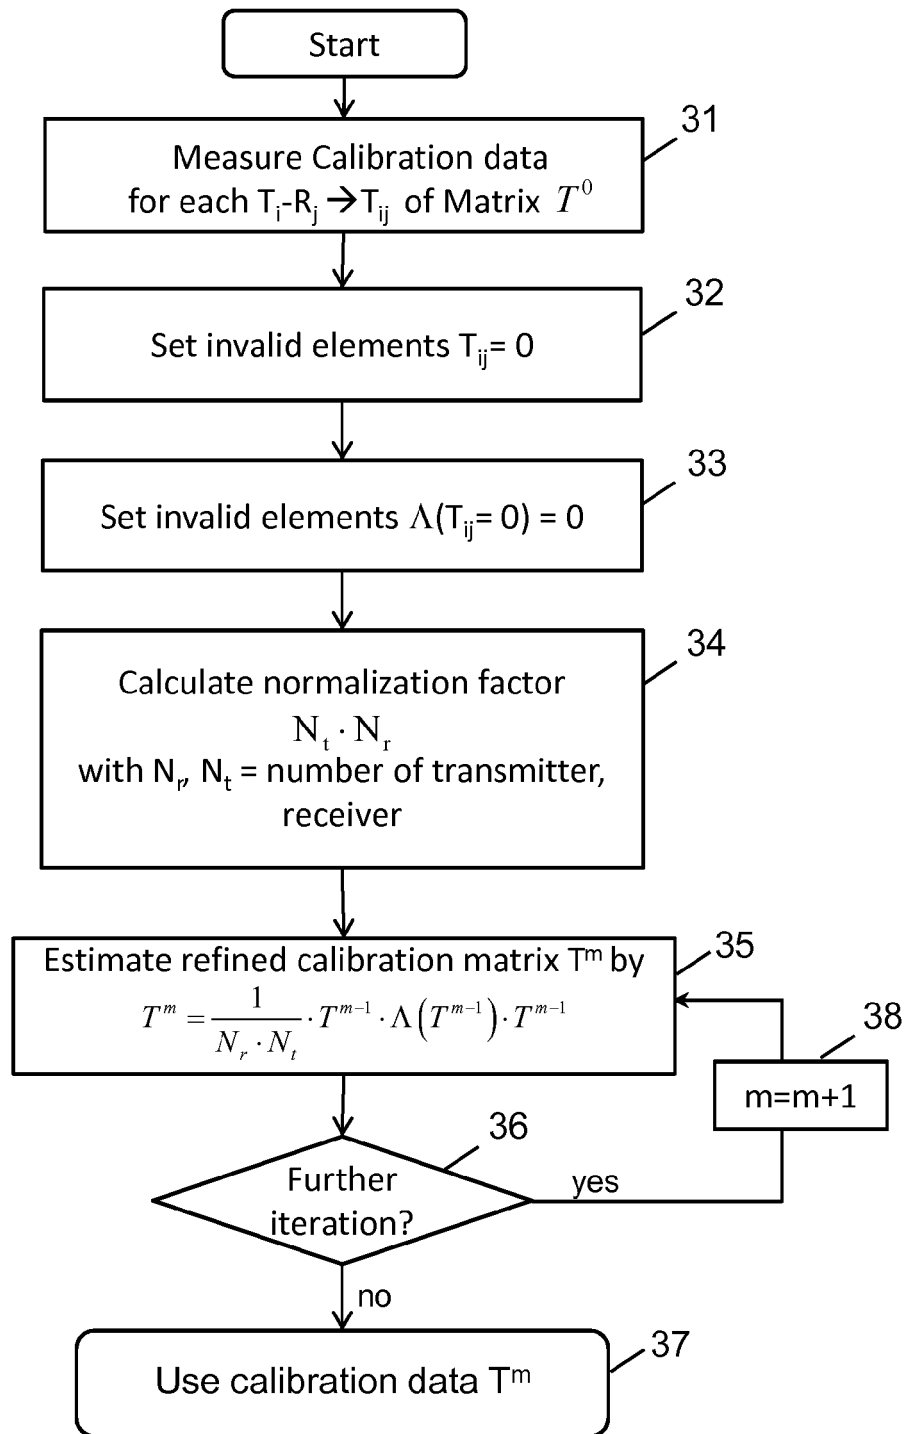 Start
31
Measure Calibration data
for each Tᵢ-Rⱼ → Tᵢⱼ of Matrix T⁰
32
Set invalid elements Tᵢⱼ= 0
33
Set invalid elements Λ(Tᵢⱼ= 0) = 0
34
Calculate normalization factor
Nₜ · Nᵣ
with Nᵣ, Nₜ = number of transmitter,
receiver
35
Estimate refined calibration matrix Tᵐ by
Tᵐ = 1 / (Nᵣ · Nₜ) · Tᵐ⁻¹ · Λ(Tᵐ⁻¹) · Tᵐ⁻¹
38
m=m+1
36
Further
iteration?
yes
no
37
Use calibration data Tᵐ